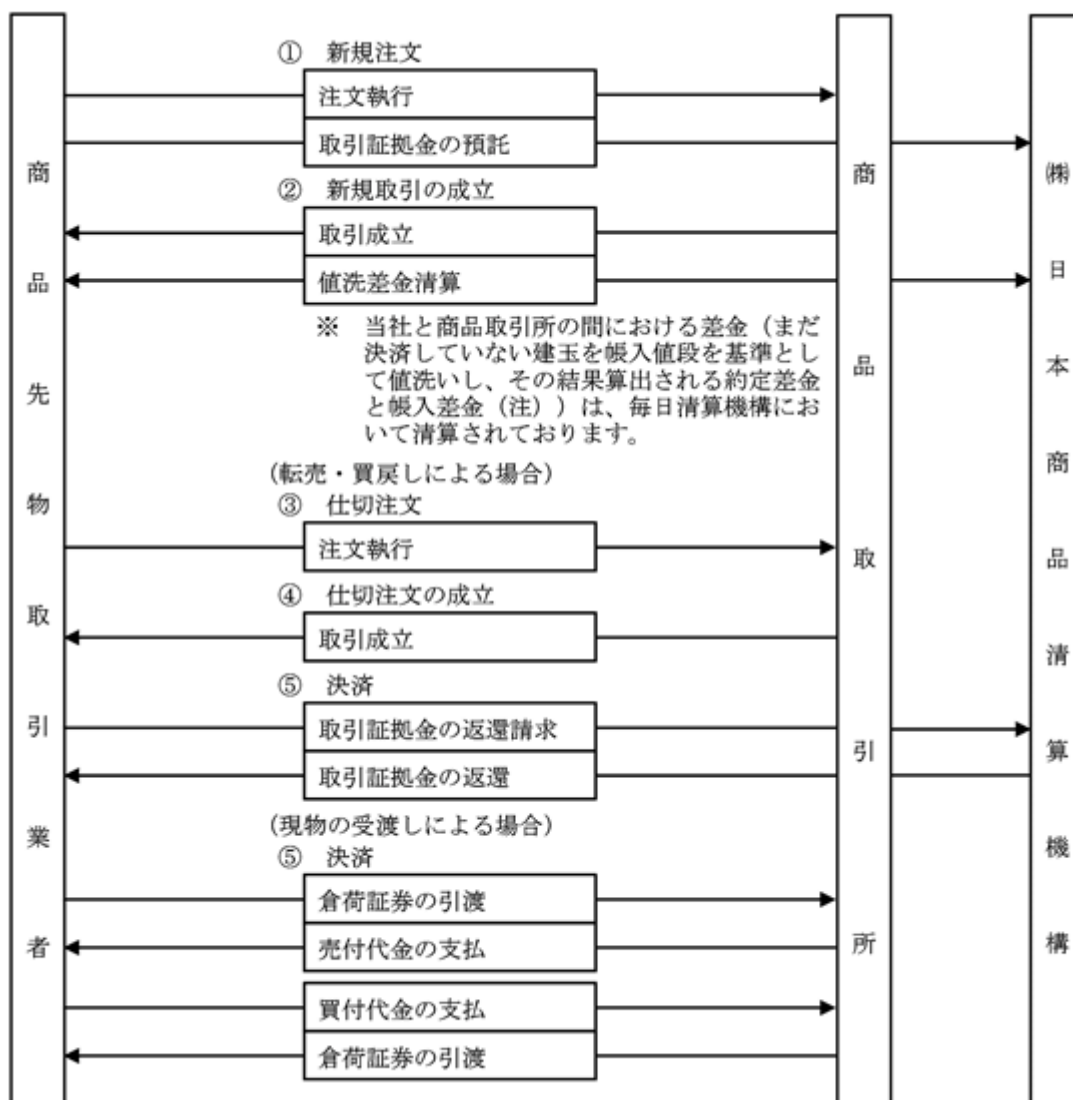 ① 新規注文
注文執行
取引証拠金の預託
② 新規取引の成立
取引成立
値洗差金清算
※ 当社と商品取引所の間における差金（まだ
決済していない建玉を帳入値段を基準とし
て値洗いし、その結果算出される約定差金
と帳入差金（注））は、毎日清算機構にお
いて清算されております。
(転売・買戻しによる場合)
③ 仕切注文
注文執行
④ 仕切注文の成立
取引成立
⑤ 決済
取引証拠金の返還請求
取引証拠金の返還
(現物の受渡しによる場合)
⑤ 決済
倉荷証券の引渡
売付代金の支払
買付代金の支払
倉荷証券の引渡
商品先物取引業者
商品取引所
㈱日本商品清算機構